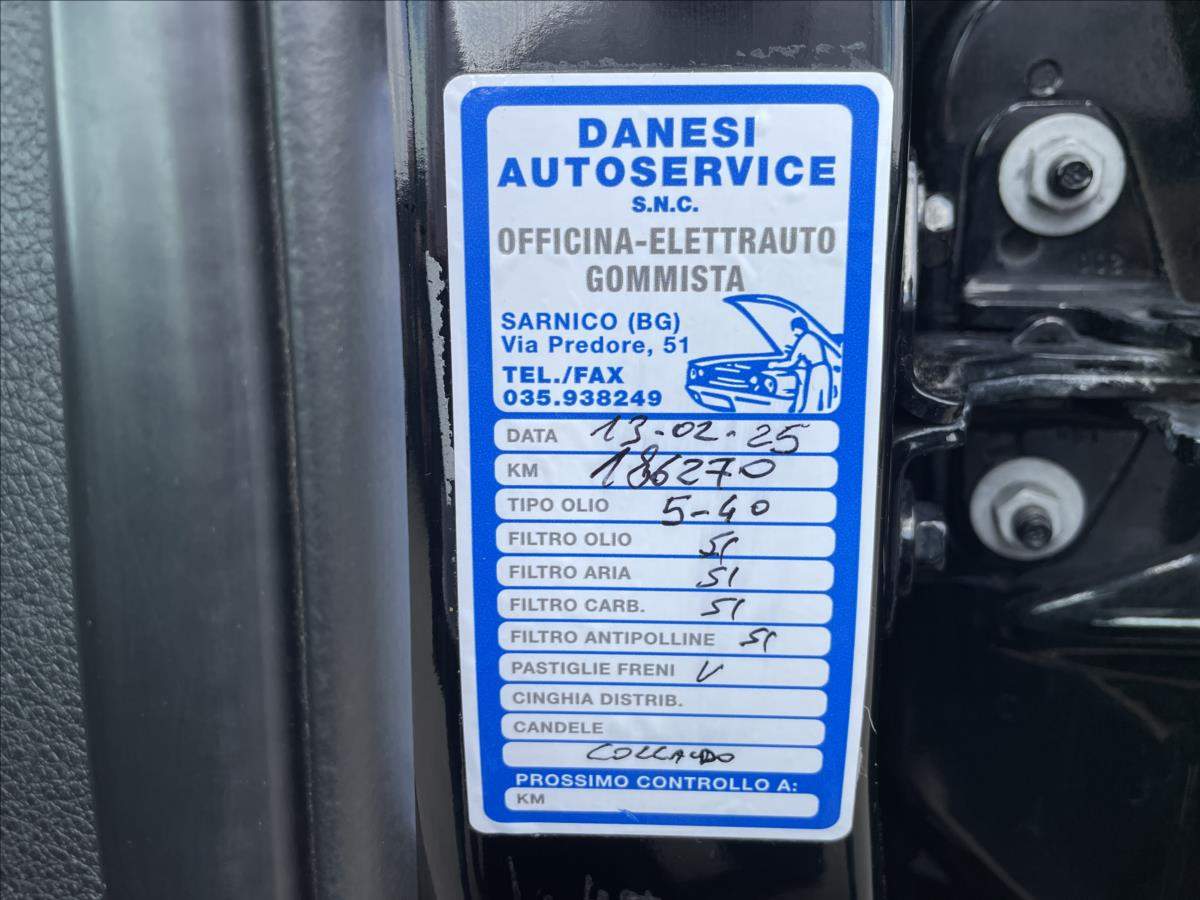 DANESI
AUTOSERVICE
S.N.C.
OFFICINA-ELETTRAUTO
GOMMISTA
SARNICO (BG)
Via Predore, 51
TEL./FAX
035.938249
DATA 13-02-25
KM 186270
TIPO OLIO 5-40
FILTRO OLIO SI
FILTRO ARIA SI
FILTRO CARB. SI
FILTRO ANTIPOLLINE SI
PASTIGLIE FRENI V
CINGHIA DISTRIB.
CANDELE
COLLAUDO
PROSSIMO CONTROLLO A:
KM